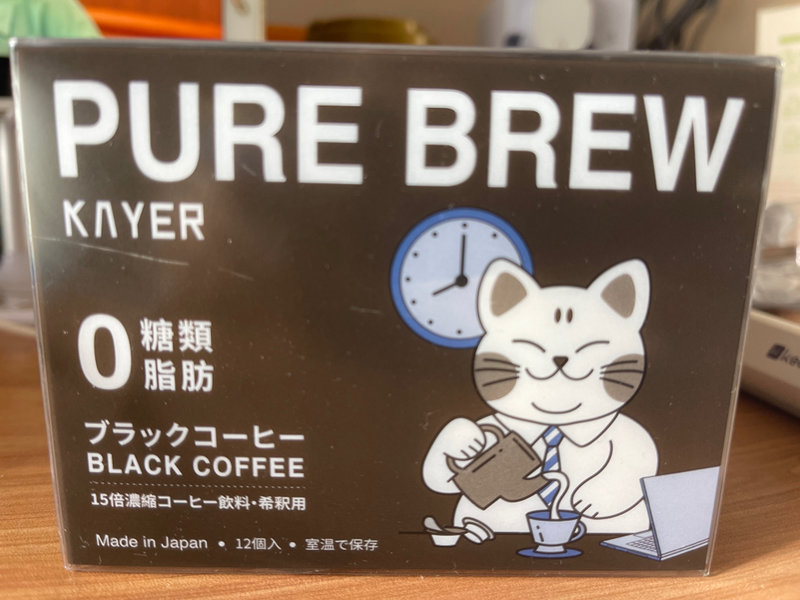 PURE BREW
KAYER
0 糖類
脂肪
ブラックコーヒー
BLACK COFFEE
15倍濃縮コーヒー飲料・希釈用
Made in Japan • 12個入 • 室温で保存